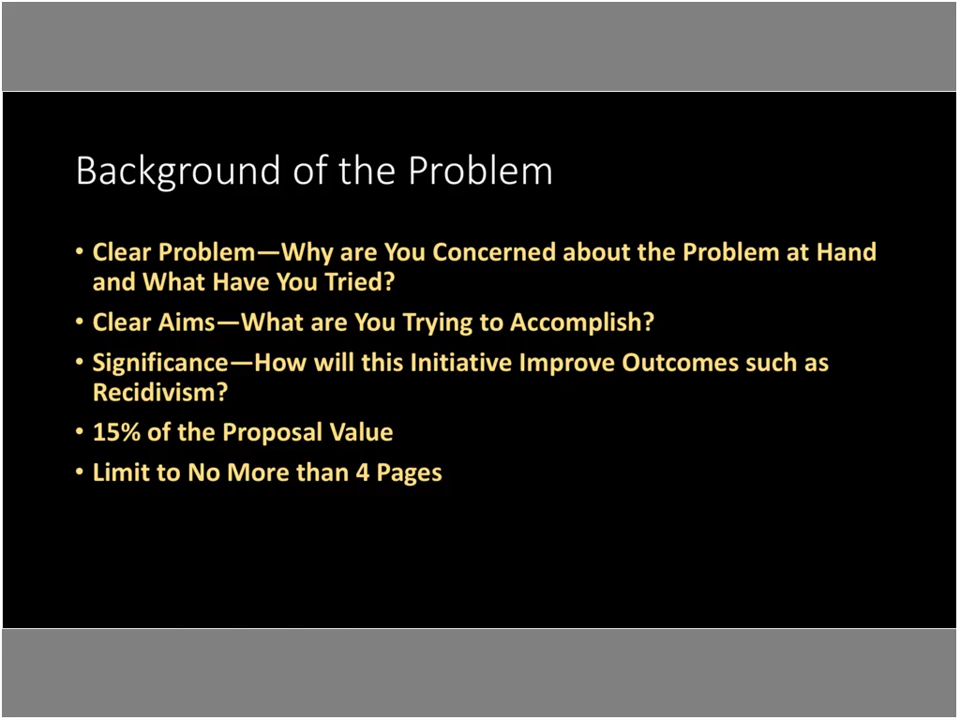 Background of the Problem
• Clear Problem—Why are You Concerned about the Problem at Hand
and What Have You Tried?
• Clear Aims—What are You Trying to Accomplish?
• Significance—How will this Initiative Improve Outcomes such as
Recidivism?
• 15% of the Proposal Value
• Limit to No More than 4 Pages